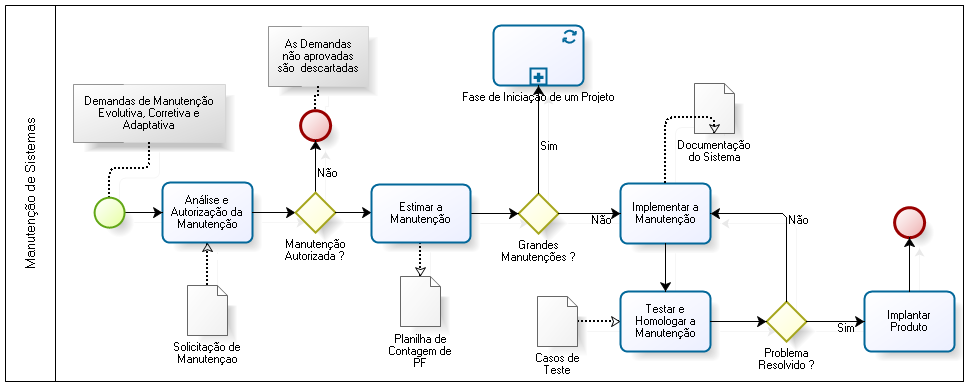 Manutenção de Sistemas
Demandas de Manutenção
Evolutiva, Corretiva e
Adaptativa
As Demandas
não aprovadas
são descartadas
Fase de Iniciação de um Projeto
Documentação
do Sistema
Análise e
Autorização da
Manutenção
Não
Manutenção
Autorizada ?
Estimar a
Manutenção
Sim
Grandes
Manutenções ?
Não
Implementar a
Manutenção
Não
Solicitação de
Manutençao
Planilha de
Contagem de
PF
Casos de
Teste
Testar e
Homologar a
Manutenção
Problema
Resolvido ?
Sim
Implantar
Produto